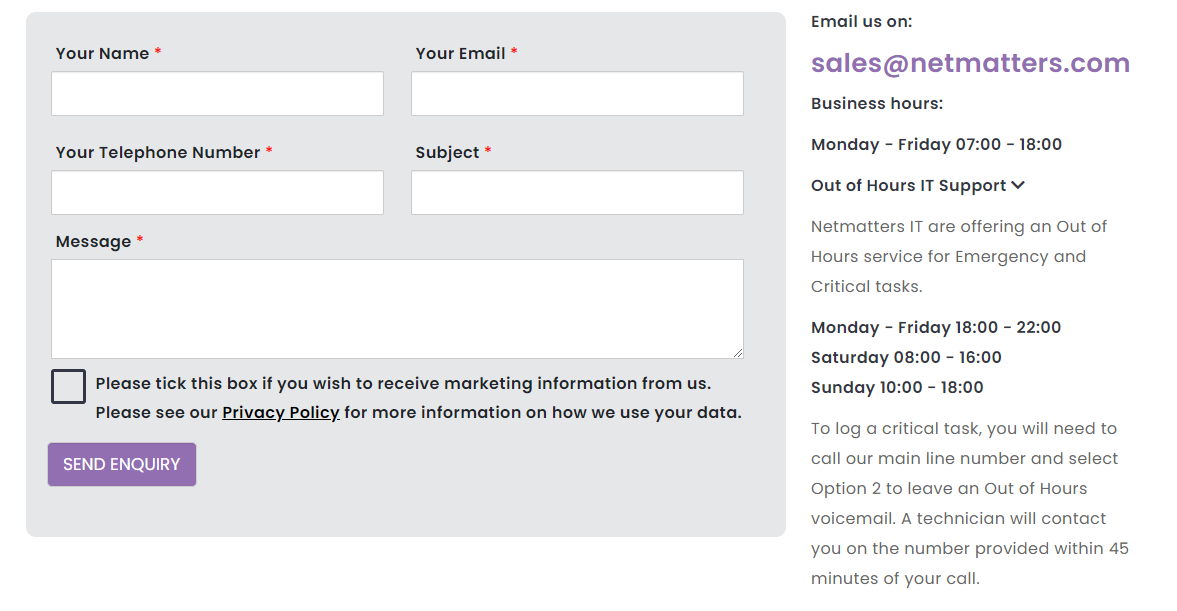 Your Name *
Your Email *
Your Telephone Number *
Subject *
Message *
Please tick this box if you wish to receive marketing information from us.
Please see our Privacy Policy for more information on how we use your data.
SEND ENQUIRY
Email us on:
sales@netmatters.com
Business hours:
Monday - Friday 07:00 - 18:00
Out of Hours IT Support
Netmatters IT are offering an Out of
Hours service for Emergency and
Critical tasks.
Monday - Friday 18:00 - 22:00
Saturday 08:00 - 16:00
Sunday 10:00 - 18:00
To log a critical task, you will need to
call our main line number and select
Option 2 to leave an Out of Hours
voicemail. A technician will contact
you on the number provided within 45
minutes of your call.